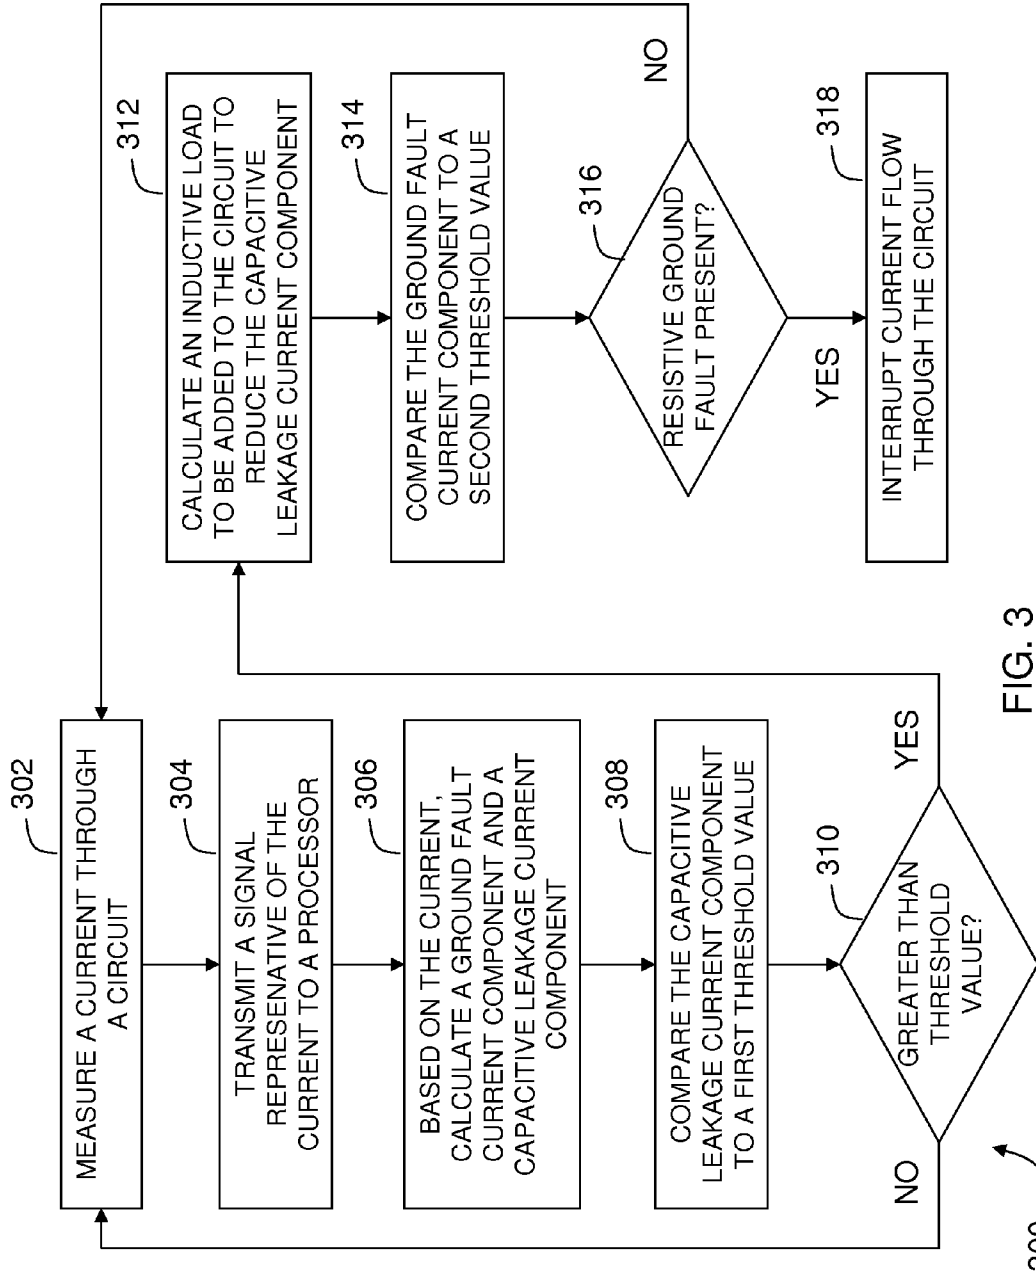 302
MEASURE A CURRENT THROUGH
A CIRCUIT
304
TRANSMIT A SIGNAL
REPRESENATIVE OF THE
CURRENT TO A PROCESSOR
306
BASED ON THE CURRENT,
CALCULATE A GROUND FAULT
CURRENT COMPONENT AND A
CAPACITIVE LEAKAGE CURRENT
COMPONENT
308
COMPARE THE CAPACITIVE
LEAKAGE CURRENT COMPONENT
TO A FIRST THRESHOLD VALUE
310
GREATER THAN
THRESHOLD
VALUE?
NO
YES
312
CALCULATE AN INDUCTIVE LOAD
TO BE ADDED TO THE CIRCUIT TO
REDUCE THE CAPACITIVE
LEAKAGE CURRENT COMPONENT
314
COMPARE THE GROUND FAULT
CURRENT COMPONENT TO A
SECOND THRESHOLD VALUE
316
RESISTIVE GROUND
FAULT PRESENT?
NO
YES
318
INTERRUPT CURRENT FLOW
THROUGH THE CIRCUIT
FIG. 3